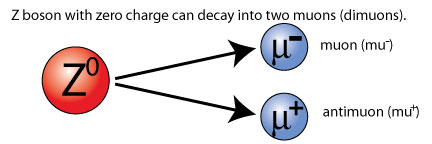 Z boson with zero charge can decay into two muons (dimuons).
μ⁻ muon (mu⁻)
Z⁰
μ⁺ antimuon (mu⁺)